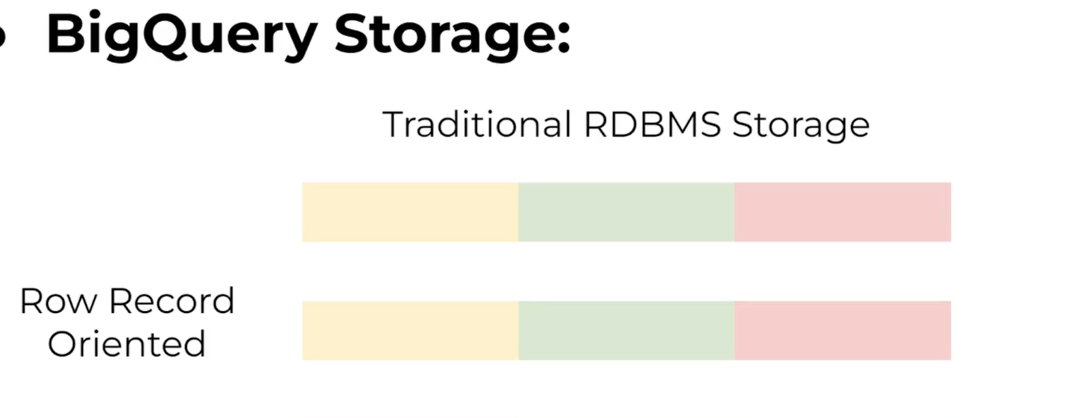 BigQuery Storage:
Traditional RDBMS Storage
Row Record
Oriented